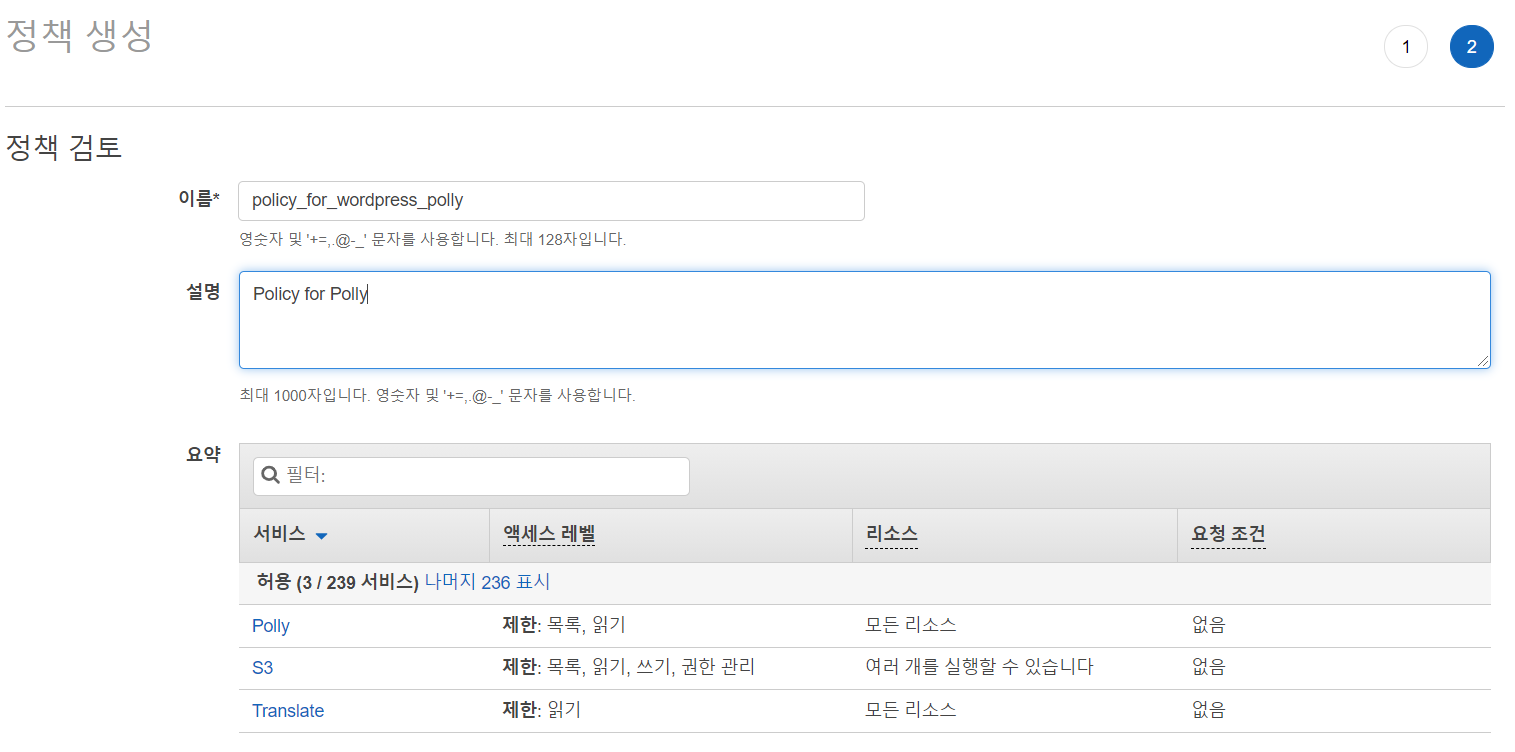 정책 생성
1 2
정책 검토
이름* policy_for_wordpress_polly
영숫자 및 '+=,.@-_' 문자를 사용합니다. 최대 128자입니다.
설명 Policy for Polly
최대 1000자입니다. 영숫자 및 '+=,.@-_' 문자를 사용합니다.
요약
필터:
서비스 액세스 레벨 리소스 요청 조건
허용 (3 / 239 서비스) 나머지 236 표시
Polly 제한: 목록, 읽기 모든 리소스 없음
S3 제한: 목록, 읽기, 쓰기, 권한 관리 여러 개를 실행할 수 있습니다 없음
Translate 제한: 읽기 모든 리소스 없음